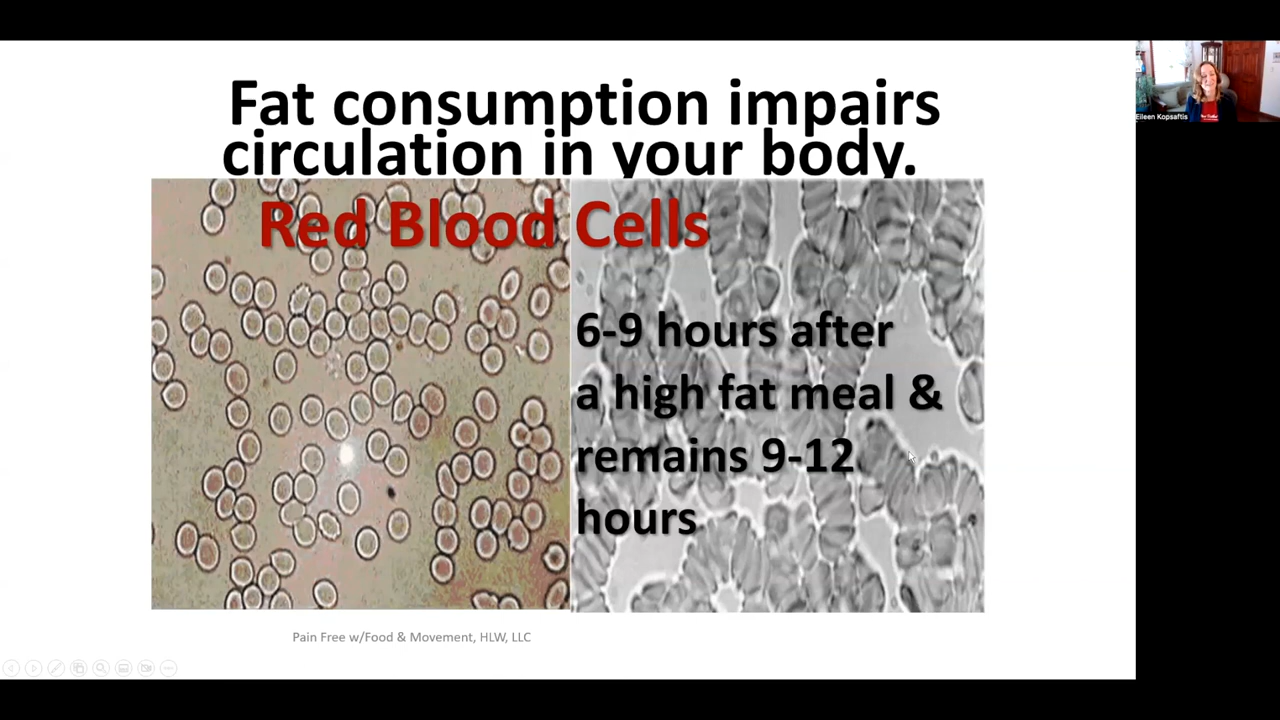 Fat consumption impairs
circulation in your body.
Red Blood Cells
6-9 hours after
a high fat meal &
remains 9-12
hours
Pain Free w/Food & Movement, HLW, LLC
Eileen Kopsaftis